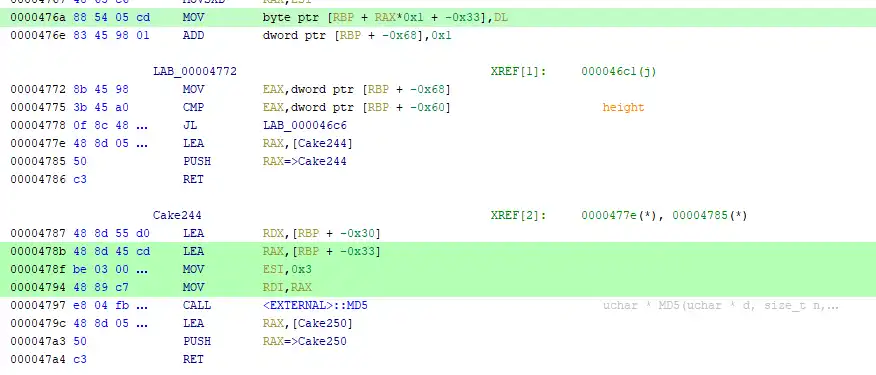 00004767 48 63 c6 MOVSXD RAX,ESI
0000476a 88 54 05 cd MOV byte ptr [RBP + RAX*0x1 + -0x33],DL
0000476e 83 45 98 01 ADD dword ptr [RBP + -0x68],0x1
LAB_00004772 XREF[1]: 000046c1(j)
00004772 8b 45 98 MOV EAX,dword ptr [RBP + -0x68]
00004775 3b 45 a0 CMP EAX,dword ptr [RBP + -0x60] height
00004778 0f 8c 48 ... JL LAB_000046c6
0000477e 48 8d 05 ... LEA RAX,[Cake244]
00004785 50 PUSH RAX=>Cake244
00004786 c3 RET
Cake244 XREF[2]: 0000477e(*), 00004785(*)
00004787 48 8d 55 d0 LEA RDX,[RBP + -0x30]
0000478b 48 8d 45 cd LEA RAX,[RBP + -0x33]
0000478f be 03 00 ... MOV ESI,0x3
00004794 48 89 c7 MOV RDI,RAX
00004797 e8 04 fb ... CALL <EXTERNAL>::MD5 uchar * MD5(uchar * d, size_t n,...
0000479c 48 8d 05 ... LEA RAX,[Cake250]
000047a3 50 PUSH RAX=>Cake250
000047a4 c3 RET